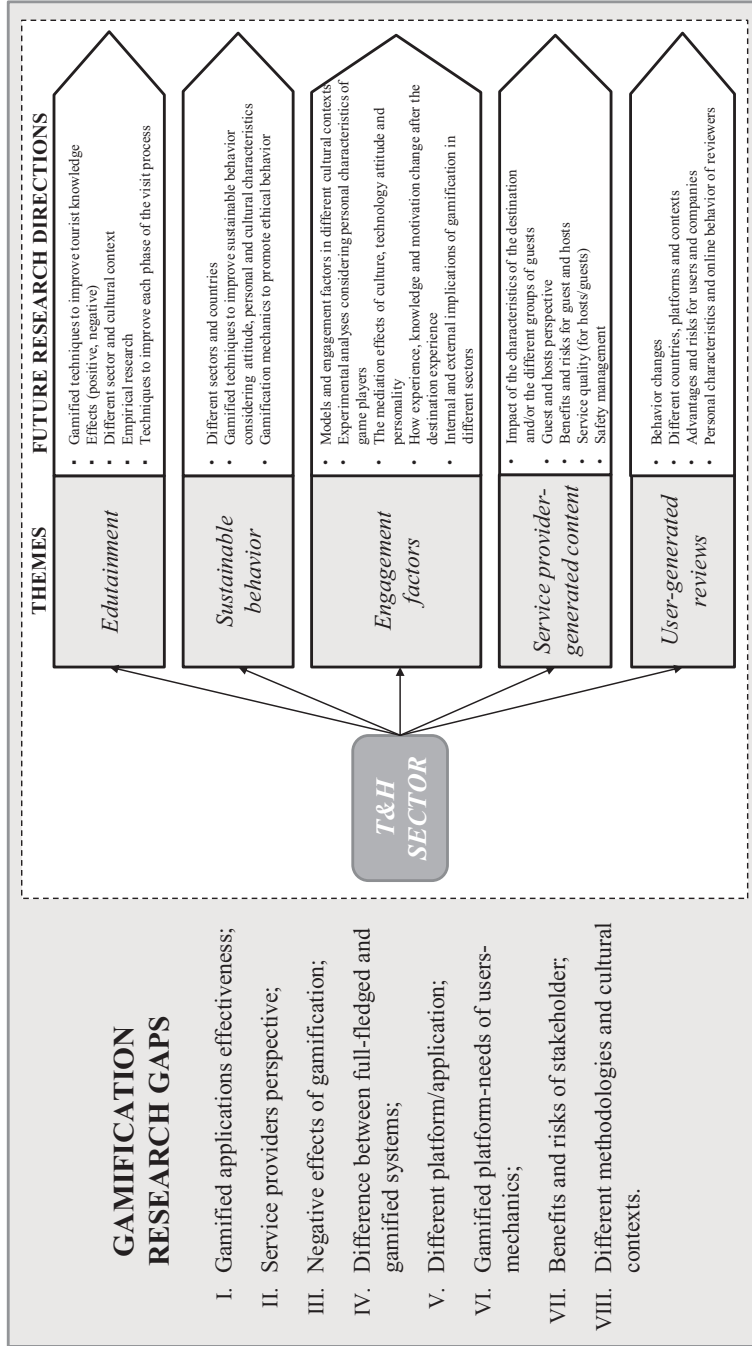 GAMIFICATION
RESEARCH GAPS
I. Gamified applications effectiveness;
II. Service providers perspective;
III. Negative effects of gamification;
IV. Difference between full-fledged and
gamified systems;
V. Different platform/application;
VI. Gamified platform-needs of users-
mechanics;
VII. Benefits and risks of stakeholder;
VIII. Different methodologies and cultural
contexts.
T&H
SECTOR
THEMES
FUTURE RESEARCH DIRECTIONS
Edutainment
• Gamified techniques to improve tourist knowledge
• Effects (positive, negative)
• Different sector and cultural context
• Empirical research
• Techniques to improve each phase of the visit process
Sustainable
behavior
• Different sectors and countries
• Gamified techniques to improve sustainable behavior
considering attitude, personal and cultural characteristics
• Gamification mechanics to promote ethical behavior
Engagement
factors
• Models and engagement factors in different cultural contexts
• Experimental analyses considering personal characteristics of
game players
• The mediation effects of culture, technology attitude and
personality
• How experience, knowledge and motivation change after the
destination experience
• Internal and external implications of gamification in
different sectors
Service provider-
generated content
• Impact of the characteristics of the destination
and/or the different groups of guests
• Guest and hosts perspective
• Benefits and risks for guest and hosts
• Service quality (for hosts/guests)
• Safety management
User-generated
reviews
• Behavior changes
• Different countries, platforms and contexts
• Advantages and risks for users and companies
• Personal characteristics and online behavior of reviewers